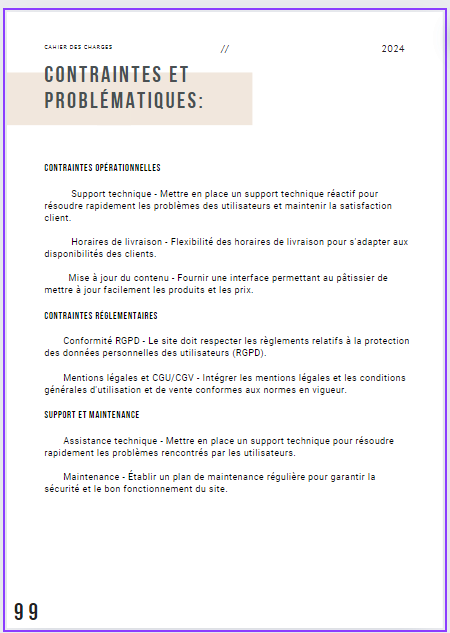 CAHIER DES CHARGES // 2024
CONTRAINTES ET
PROBLÉMATIQUES:
CONTRAINTES OPÉRATIONNELLES
Support technique - Mettre en place un support technique réactif pour
résoudre rapidement les problèmes des utilisateurs et maintenir la satisfaction
client.
Horaires de livraison - Flexibilité des horaires de livraison pour s'adapter aux
disponibilités des clients.
Mise à jour du contenu - Fournir une interface permettant au pâtissier de
mettre à jour facilement les produits et les prix.
CONTRAINTES RÉGLEMENTAIRES
Conformité RGPD - Le site doit respecter les règlements relatifs à la protection
des données personnelles des utilisateurs (RGPD).
Mentions légales et CGU/CGV - Intégrer les mentions légales et les conditions
générales d'utilisation et de vente conformes aux normes en vigueur.
SUPPORT ET MAINTENANCE
Assistance technique - Mettre en place un support technique pour résoudre
rapidement les problèmes rencontrés par les utilisateurs.
Maintenance - Établir un plan de maintenance régulière pour garantir la
sécurité et le bon fonctionnement du site.
99